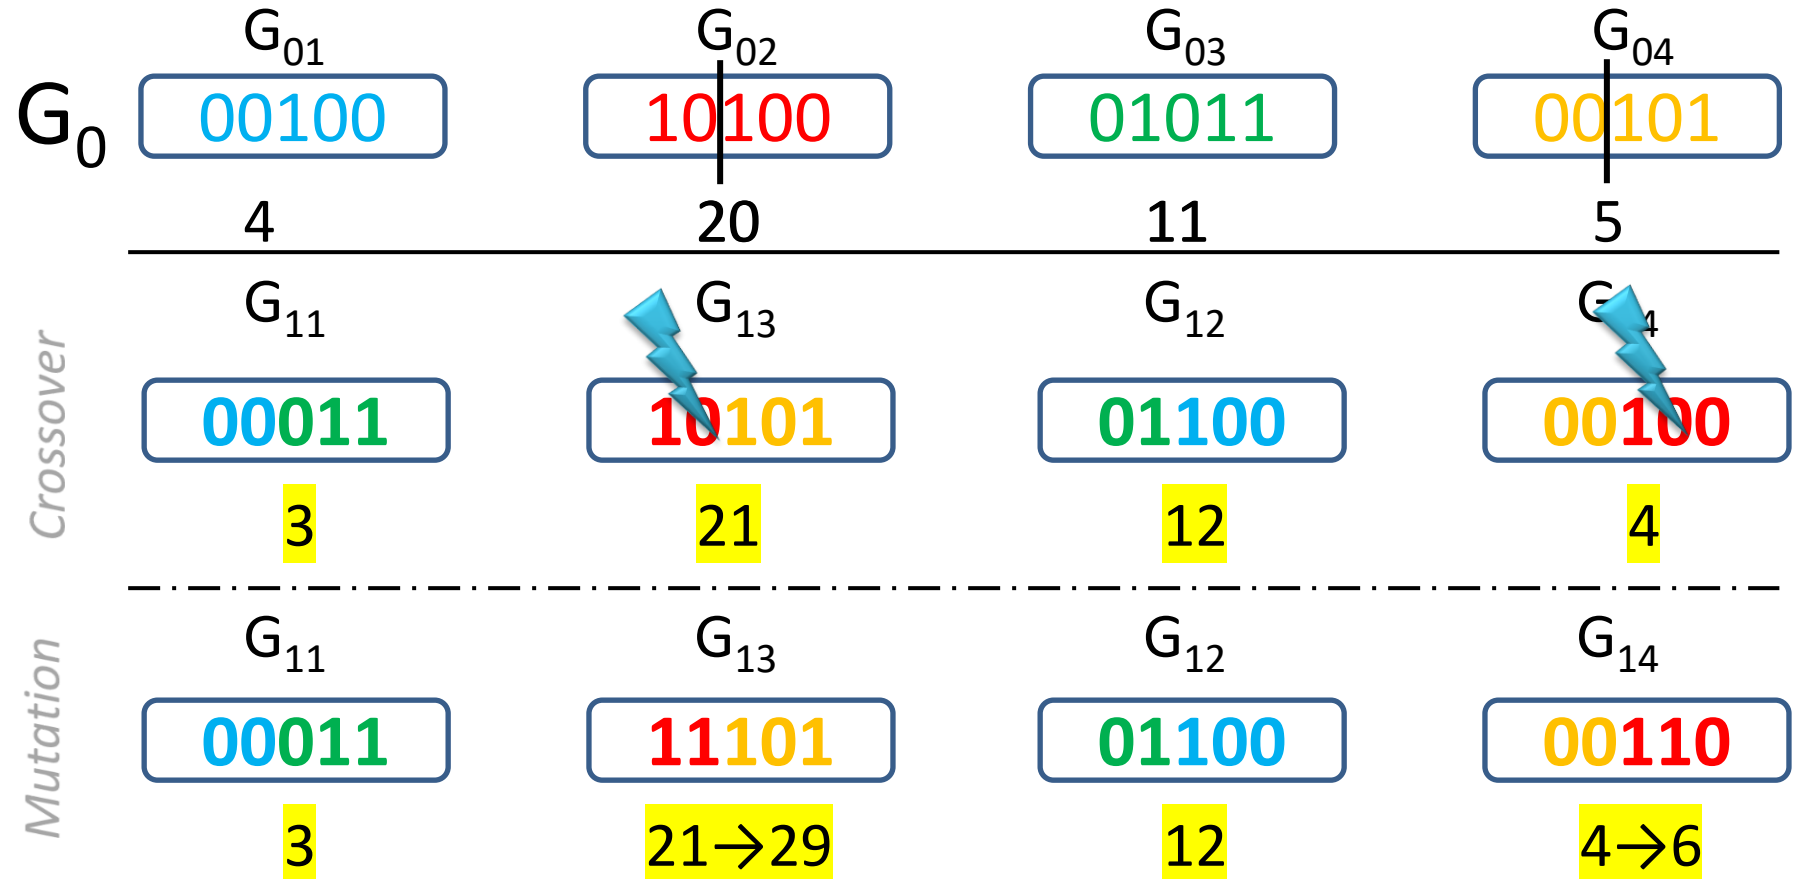 G01 G02 G03 G04
G0 00100 10100 01011 00101
4 20 11 5
G11 G13 G12 4
Crossover 00011 10101 01100 00100
3 21 12 4
G11 G13 G12 G14
Mutation 00011 11101 01100 00110
3 21→29 12 4→6